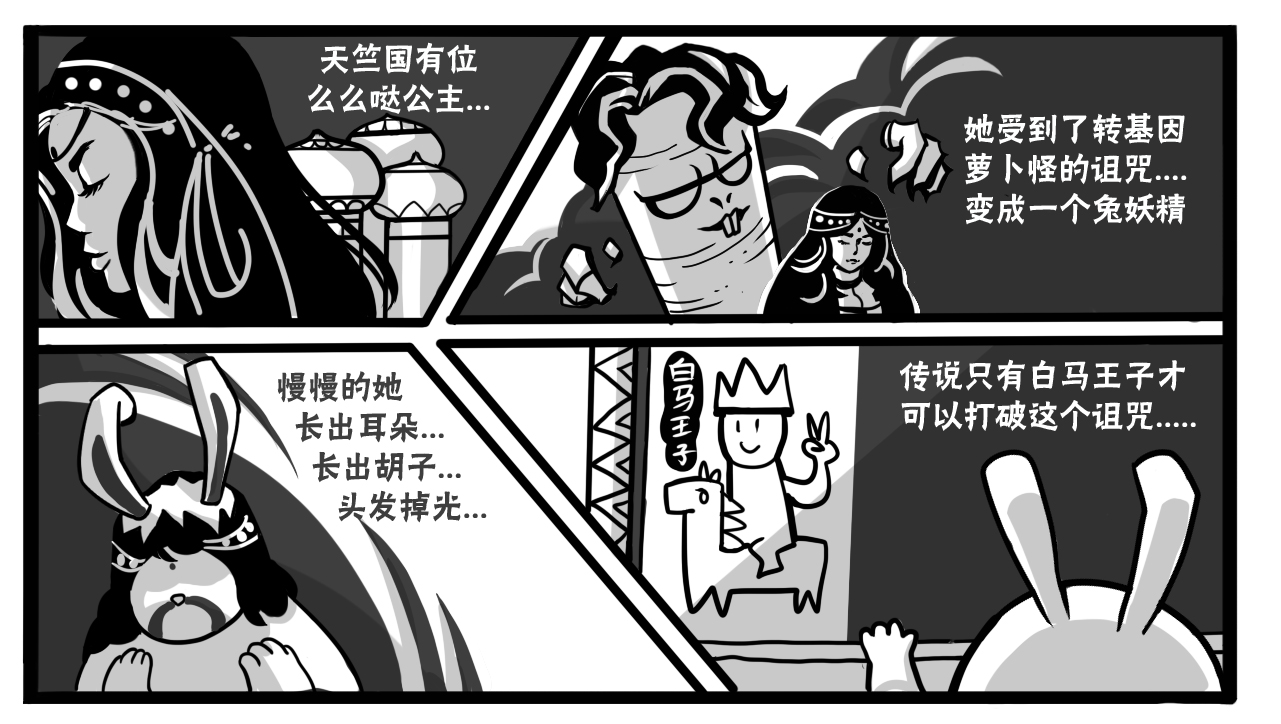 天竺国有位
么么哒公主...
她受到了转基因
萝卜怪的诅咒....
变成一个兔妖精
慢慢的她
长出耳朵...
长出胡子...
头发掉光...
白马王子
传说只有白马王子才
可以打破这个诅咒.....